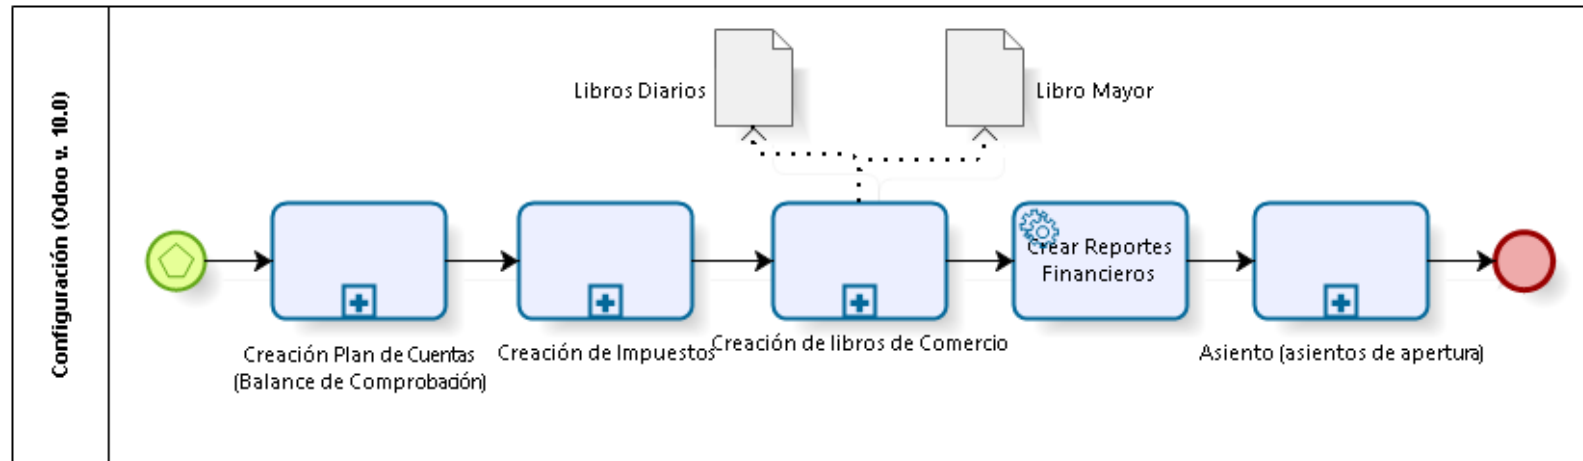 Configuración (Odoo v. 10.0)
Libros Diarios
Libro Mayor
Crear Reportes
Financieros
Creación Plan de Cuentas
(Balance de Comprobación)
Creación de Impuestos
Creación de libros de Comercio
Asiento (asientos de apertura)